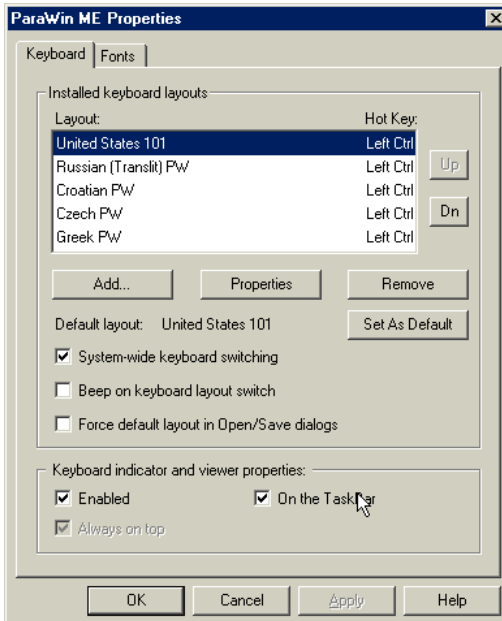 ParaWin ME Properties
Keyboard Fonts
Installed keyboard layouts
Layout: Hot Key:
United States 101 Left Ctrl
Russian (Translit) PW Left Ctrl
Croatian PW Left Ctrl
Czech PW Left Ctrl
Greek PW Left Ctrl
Up
Dn
Add... Properties Remove
Default layout: United States 101 Set As Default
System-wide keyboard switching
Beep on keyboard layout switch
Force default layout in Open/Save dialogs
Keyboard indicator and viewer properties:
Enabled On the TaskBar
Always on top
OK Cancel Apply Help